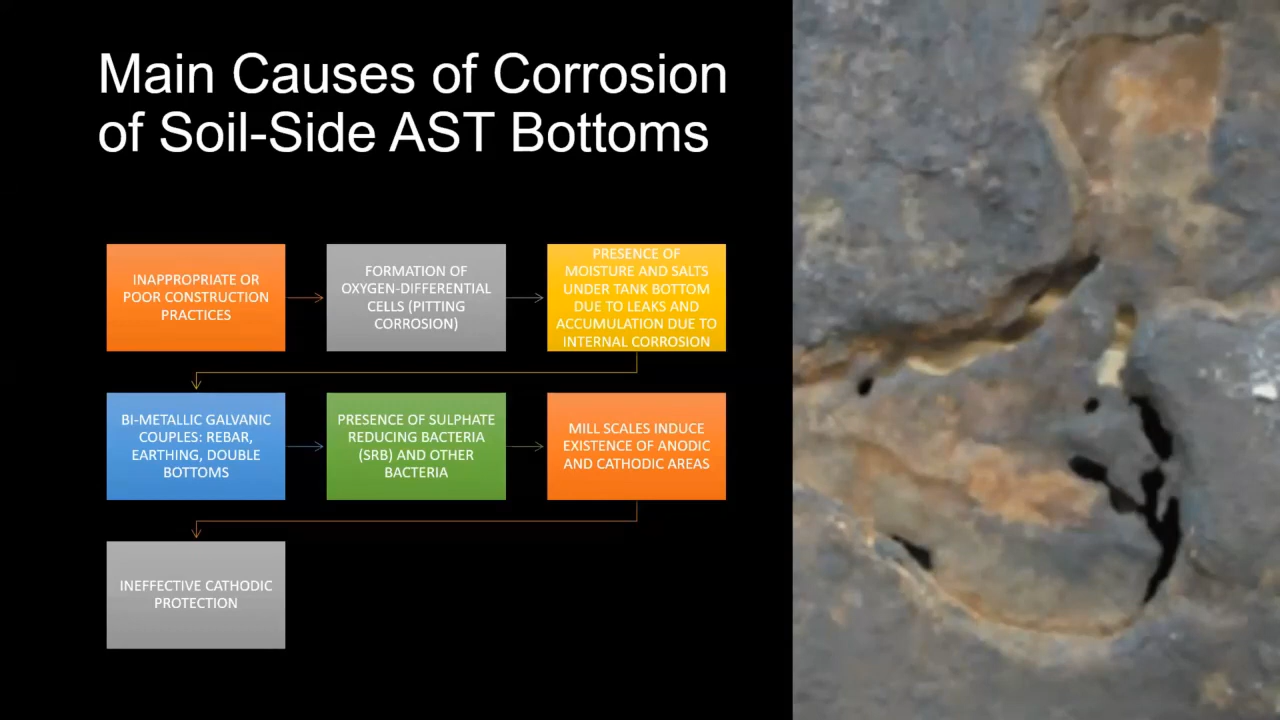 Main Causes of Corrosion
of Soil-Side AST Bottoms
INAPPROPRIATE OR
POOR CONSTRUCTION
PRACTICES
FORMATION OF
OXYGEN-DIFFERENTIAL
CELLS (PITTING
CORROSION)
PRESENCE OF
MOISTURE AND SALTS
UNDER TANK BOTTOM
DUE TO LEAKS AND
ACCUMULATION DUE TO
INTERNAL CORROSION
BI-METALLIC GALVANIC
COUPLES: REBAR,
EARTHING, DOUBLE
BOTTOMS
PRESENCE OF SULPHATE
REDUCING BACTERIA
(SRB) AND OTHER
BACTERIA
MILL SCALES INDUCE
EXISTENCE OF ANODIC
AND CATHODIC AREAS
INEFFECTIVE CATHODIC
PROTECTION